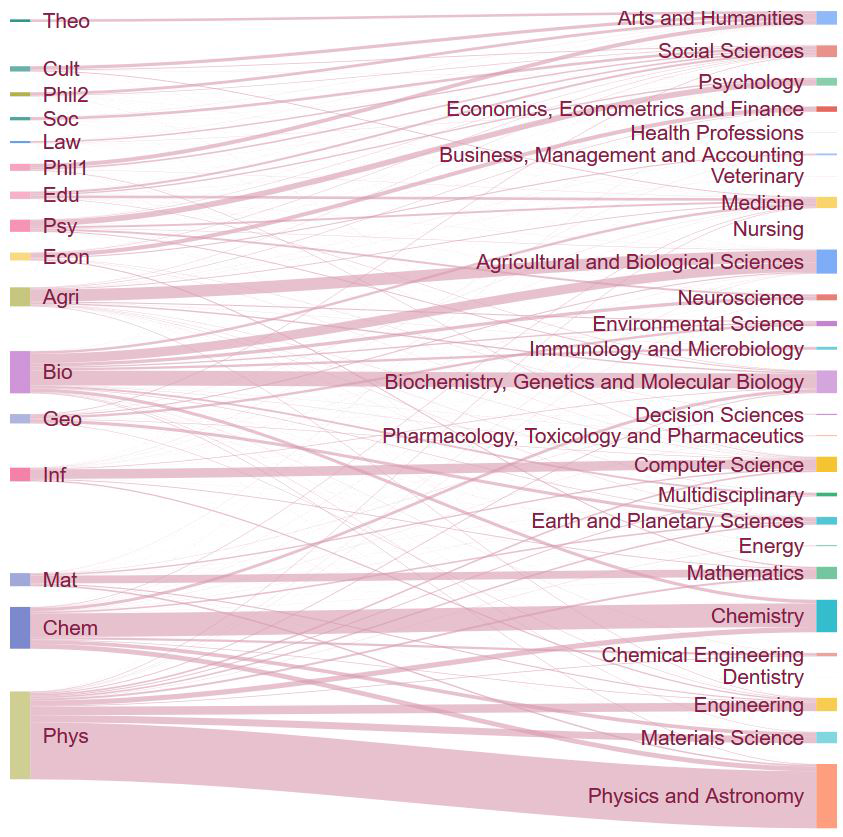 Theo
Cult
Phil2
Soc
Law
Phil1
Edu
Psy
Econ
Agri
Bio
Geo
Inf
Mat
Chem
Phys
Arts and Humanities
Social Sciences
Psychology
Economics, Econometrics and Finance
Health Professions
Business, Management and Accounting
Veterinary
Medicine
Nursing
Agricultural and Biological Sciences
Neuroscience
Environmental Science
Immunology and Microbiology
Biochemistry, Genetics and Molecular Biology
Decision Sciences
Pharmacology, Toxicology and Pharmaceutics
Computer Science
Multidisciplinary
Earth and Planetary Sciences
Energy
Mathematics
Chemistry
Chemical Engineering
Dentistry
Engineering
Materials Science
Physics and Astronomy